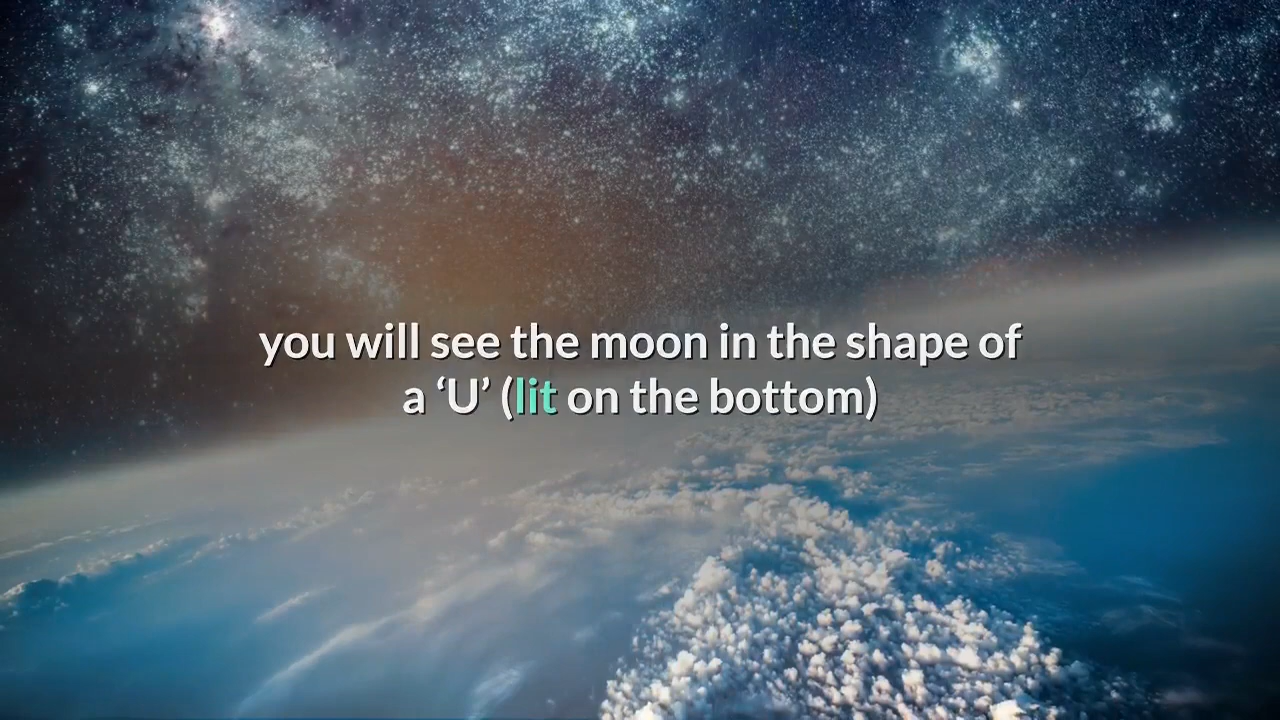 you will see the moon in the shape of
a ‘U’ (lit on the bottom)